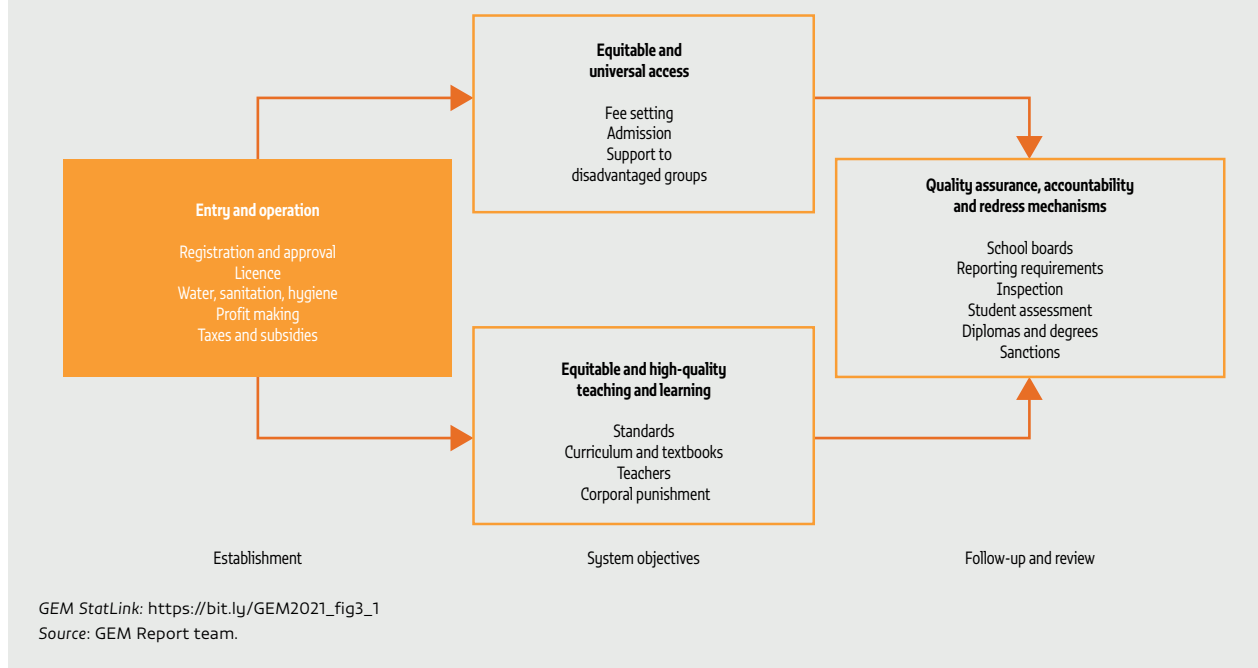 Equitable and
universal access
Fee setting
Admission
Support to
disadvantaged groups
Entry and operation
Registration and approval
Licence
Water, sanitation, hygiene
Profit making
Taxes and subsidies
Quality assurance, accountability
and redress mechanisms
School boards
Reporting requirements
Inspection
Student assessment
Diplomas and degrees
Sanctions
Equitable and high-quality
teaching and learning
Standards
Curriculum and textbooks
Teachers
Corporal punishment
Establishment
System objectives
Follow-up and review
GEM StatLink: https://bit.ly/GEM2021_fig3_1
Source: GEM Report team.